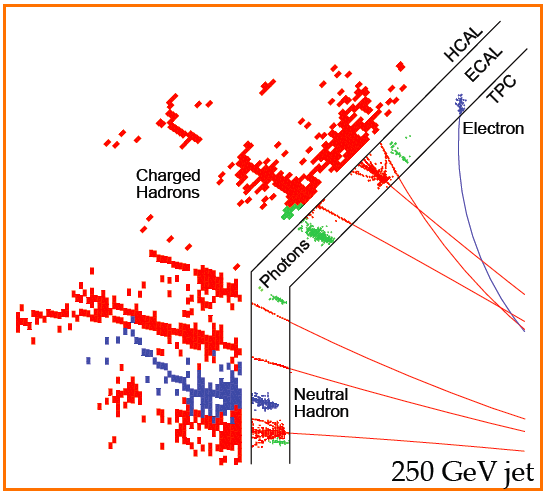 HCAL
ECAL
TPC
Electron
Charged
Hadrons
Photons
Neutral
Hadron
250 GeV jet